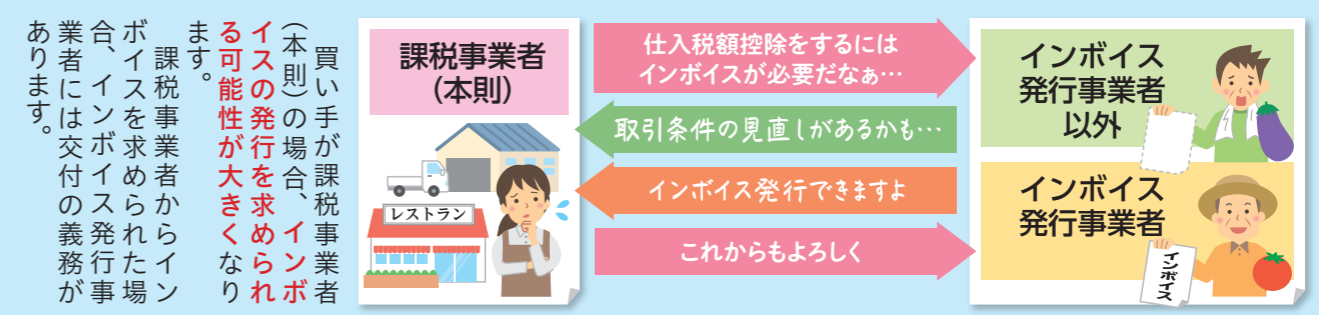 買い手が課税事業者
（本則）の場合、インボ
イスの発行を求められ
る可能性が大きくなり
ます。
　課税事業者からイン
ボイスを求められた場
合、インボイス発行事
業者には交付の義務が
あります。
課税事業者
（本則）
レストラン
仕入税額控除をするには
インボイスが必要だなぁ…
取引条件の見直しがあるかも…
インボイス発行できますよ
これからもよろしく
インボイス
発行事業者
以外
インボイス
発行事業者
インボイス